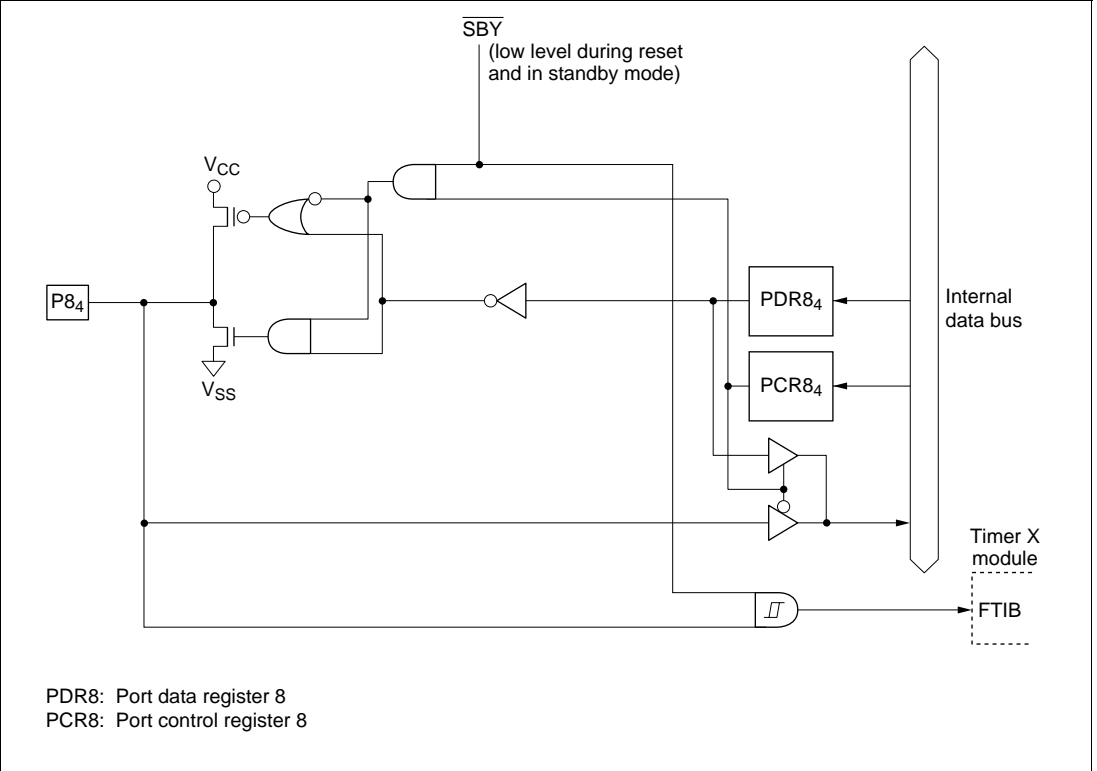 SBY
(low level during reset
and in standby mode)
VCC
P84
VSS
PDR84
PCR84
Internal
data bus
Timer X
module
FTIB
PDR8: Port data register 8
PCR8: Port control register 8